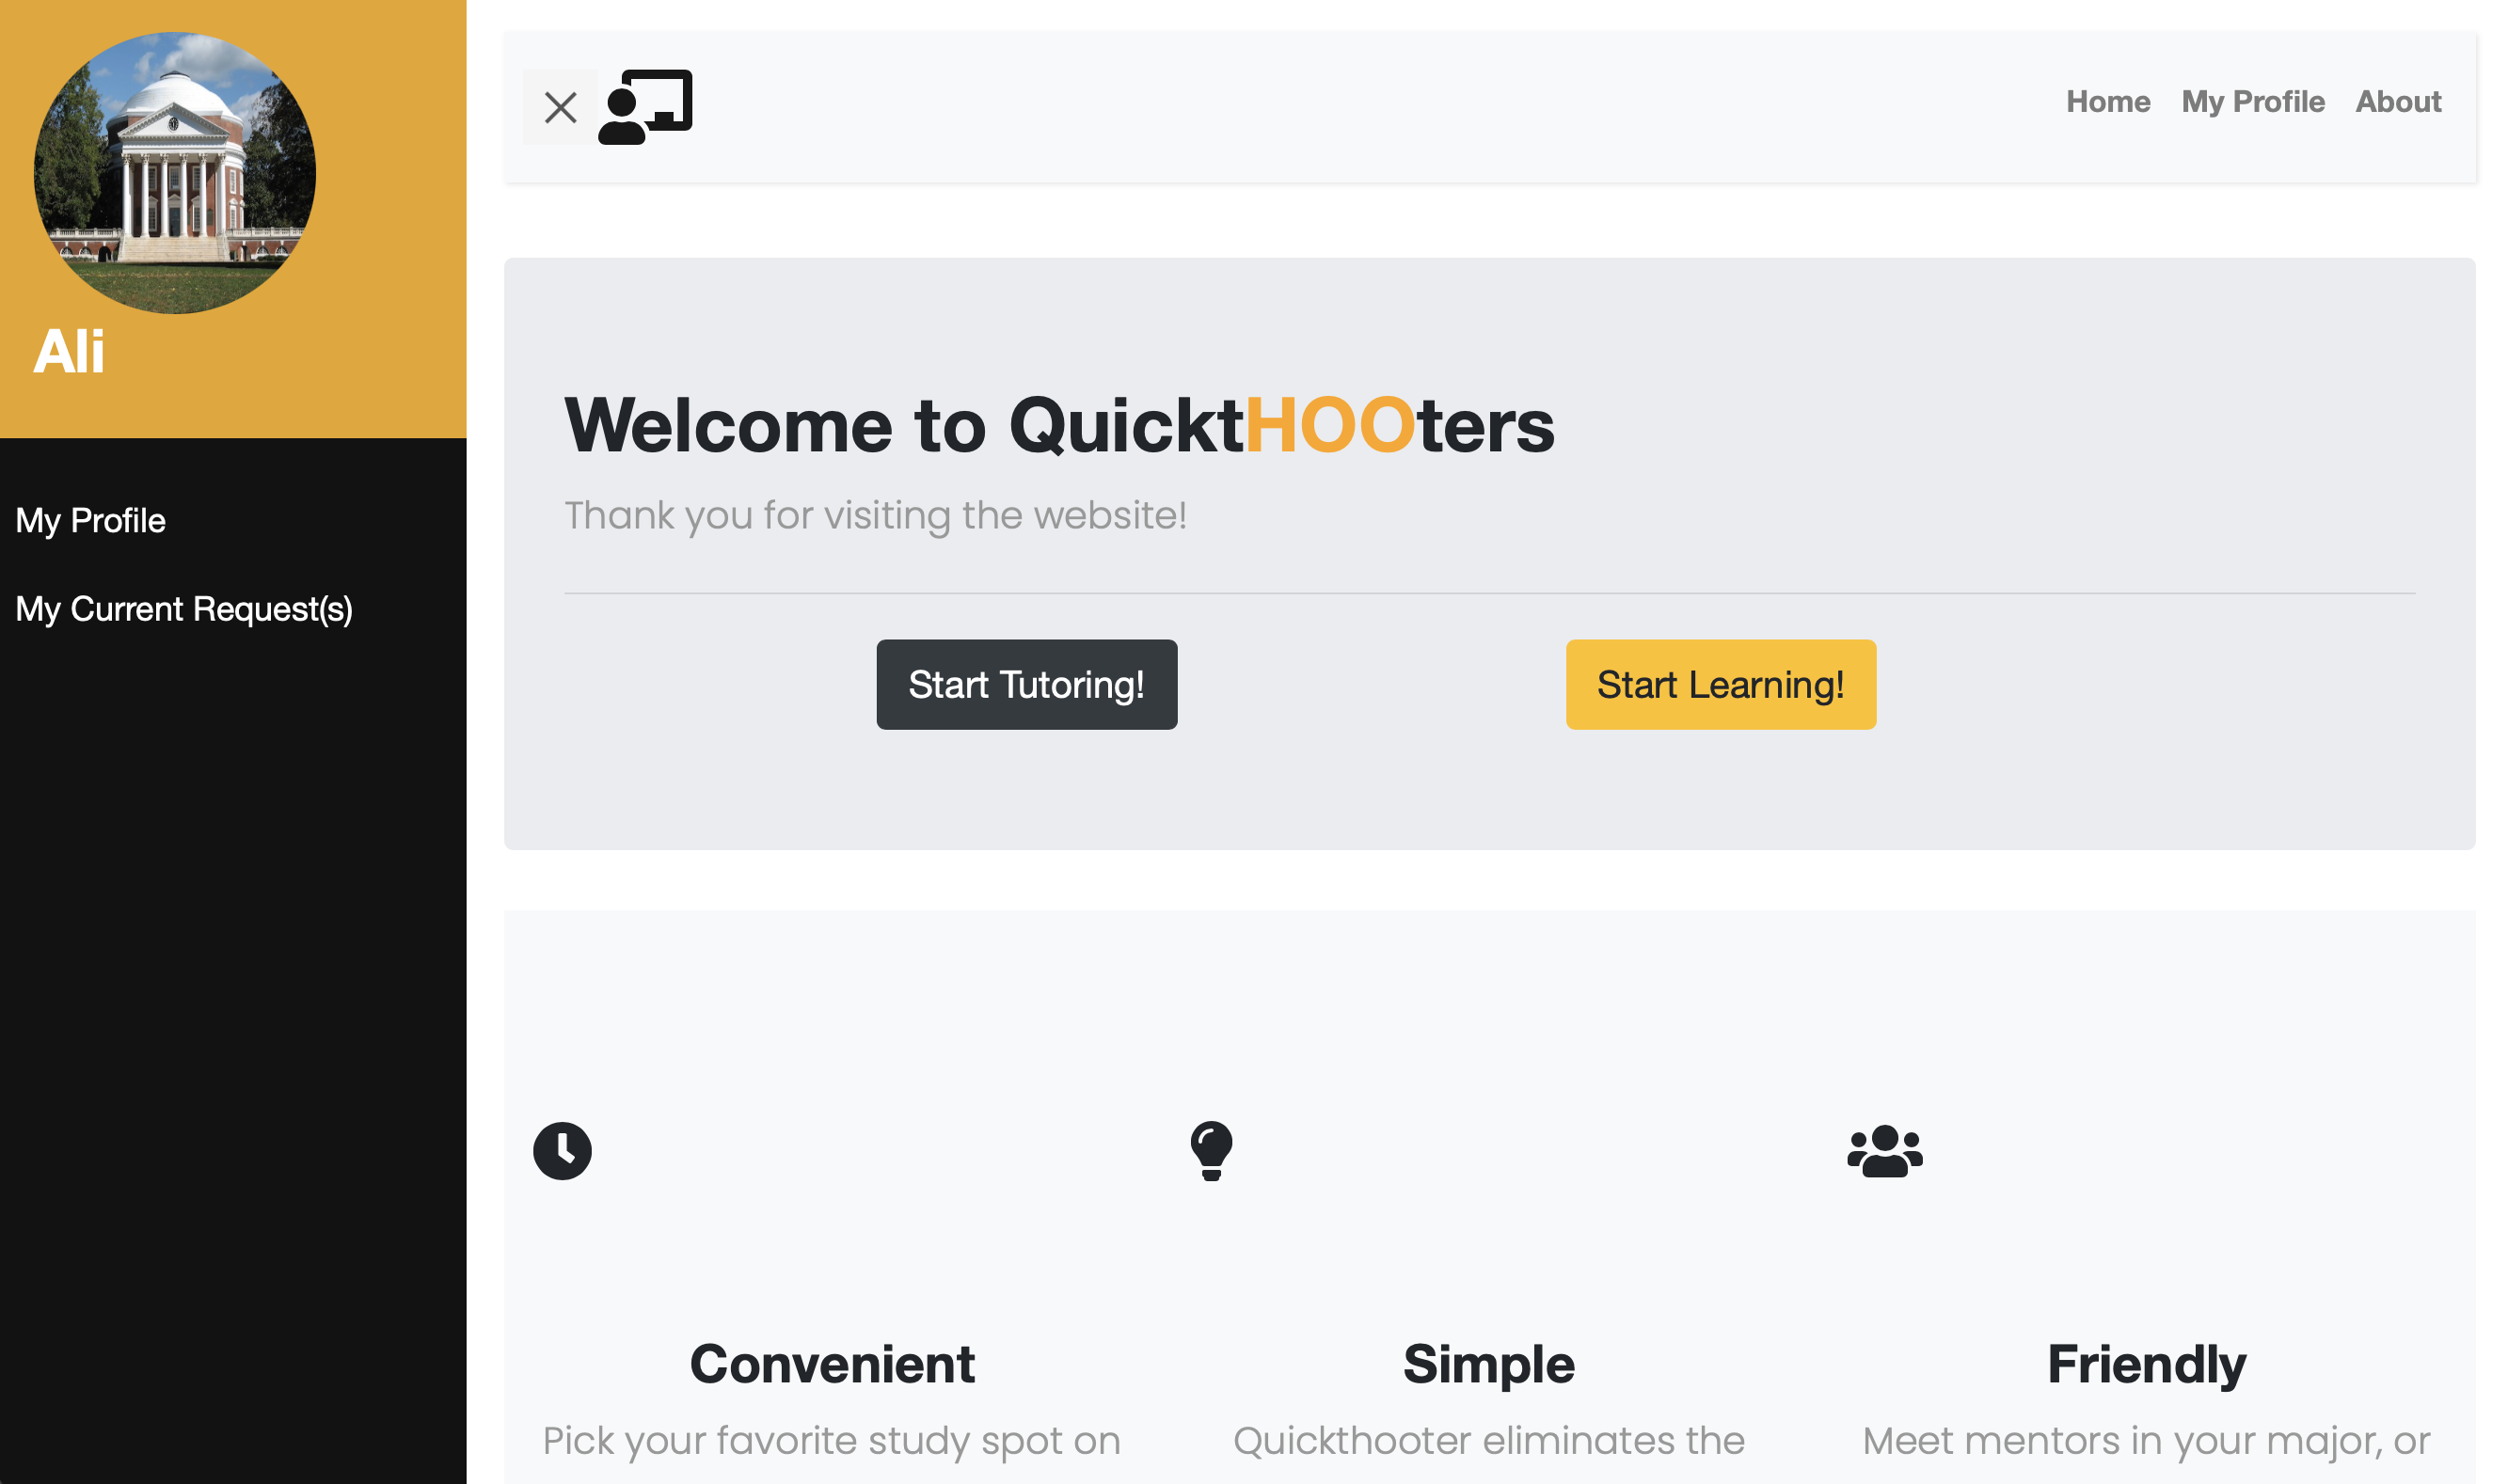 Ali
My Profile
My Current Request(s)
Home My Profile About
Welcome to QuicktHOOters
Thank you for visiting the website!
Start Tutoring! Start Learning!
Convenient
Pick your favorite study spot on
Simple
Quickthooter eliminates the
Friendly
Meet mentors in your major, or